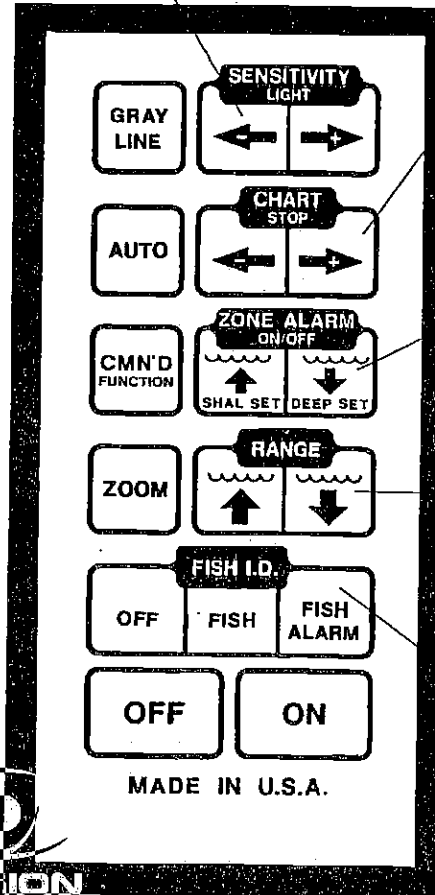 SENSITIVITY
LIGHT
GRAY
LINE
- +
CHART
STOP
AUTO
- +
ZONE ALARM
ON/OFF
CMN'D
FUNCTION
SHAL SET DEEP SET
RANGE
ZOOM
FISH I.D.
OFF FISH FISH
ALARM
OFF ON
MADE IN U.S.A.
ION